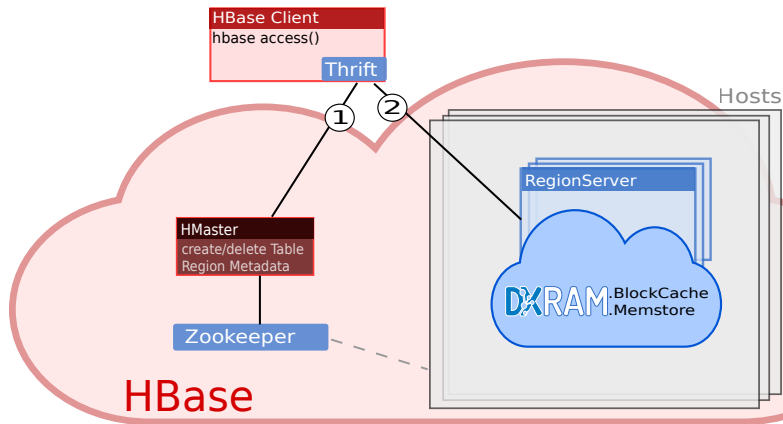 HBase Client
hbase access()
Thrift
1
2
Hosts
RegionServer
HMaster
create/delete Table
Region Metadata
DXRAM.BlockCache
.Memstore
Zookeeper
HBase